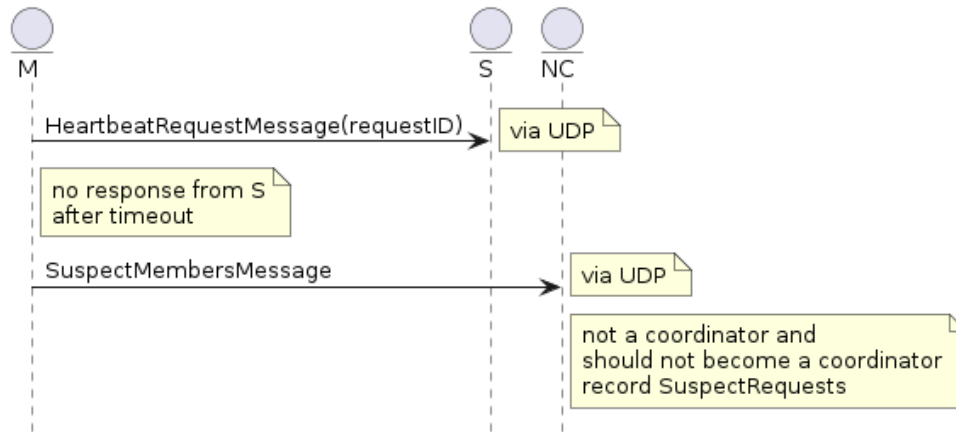 M
S
NC
HeartbeatRequestMessage(requestID)
via UDP
no response from S
after timeout
SuspectMembersMessage
via UDP
not a coordinator and
should not become a coordinator
record SuspectRequests